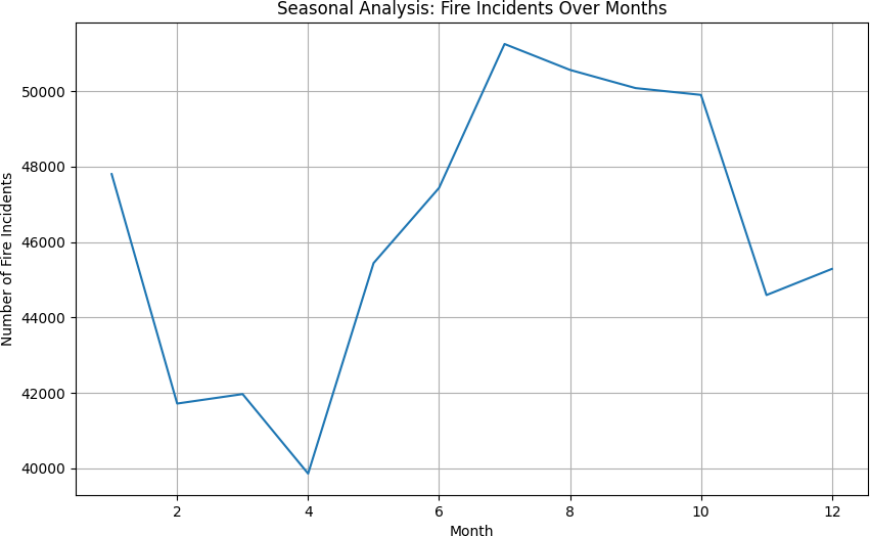 Seasonal Analysis: Fire Incidents Over Months
Number of Fire Incidents
50000
48000
46000
44000
42000
40000
2 4 6 8 10 12
Month